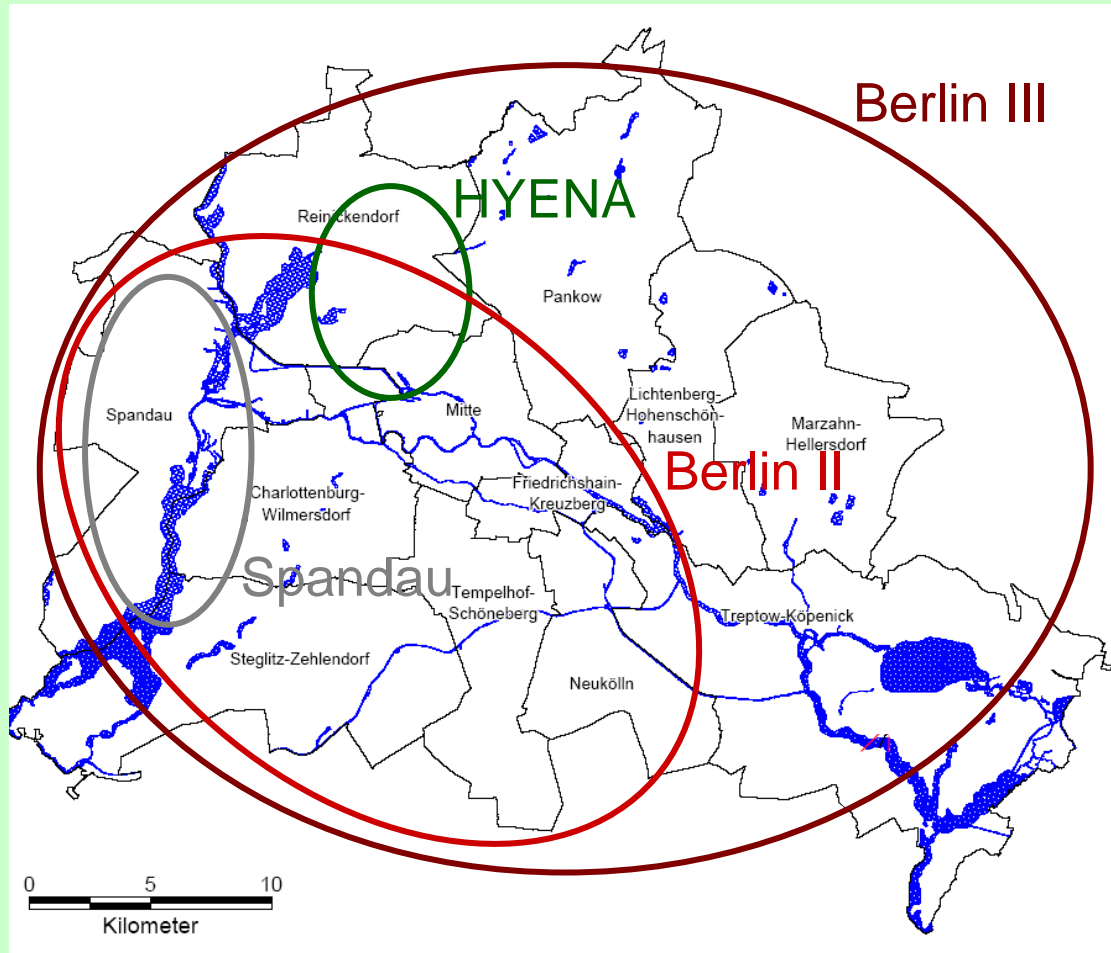 Berlin III
HYENA
Reinickendorf
Pankow
Spandau
Mitte
Lichtenberg-
Hohenschön-
hausen
Marzahn-
Hellersdorf
Berlin II
Charlottenburg-
Wilmersdorf
Friedrichshain-
Kreuzberg
Spandau
Tempelhof-
Schöneberg
Treptow-Köpenick
Steglitz-Zehlendorf
Neukölln
0 5 10
Kilometer